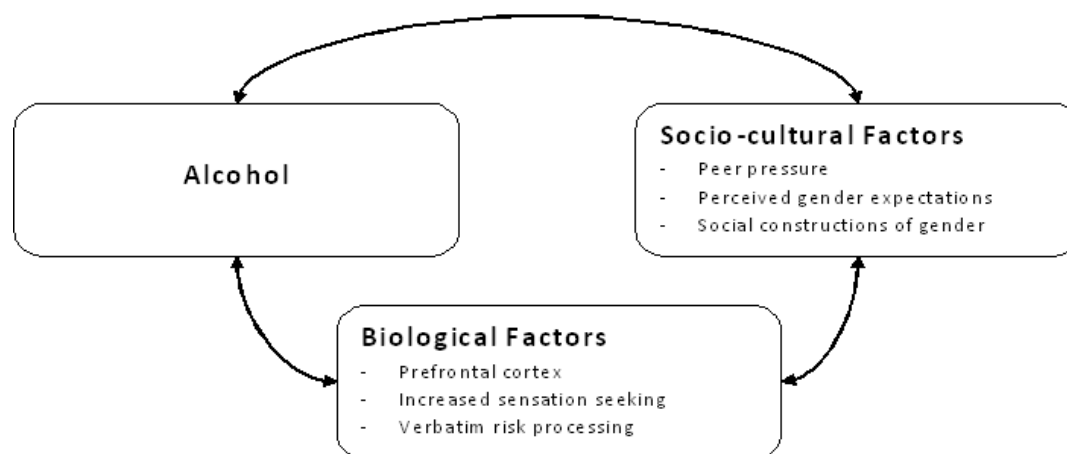 Alcohol
Socio-cultural Factors
- Peer pressure
- Perceived gender expectations
- Social constructions of gender
Biological Factors
- Prefrontal cortex
- Increased sensation seeking
- Verbatim risk processing